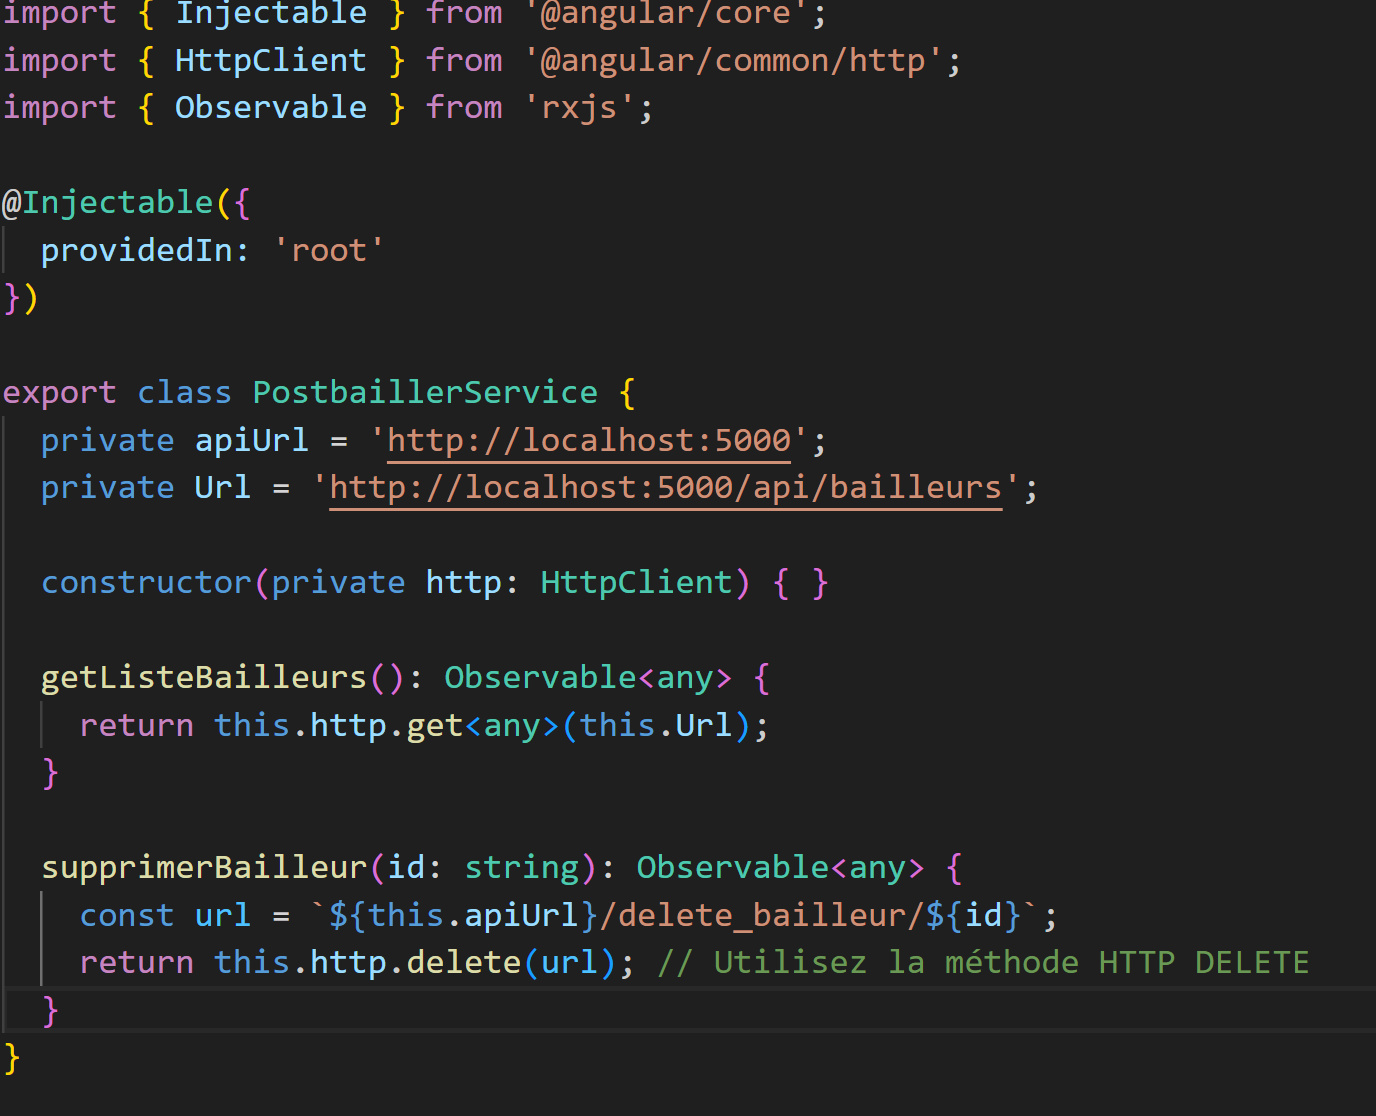 import { Injectable } from '@angular/core';
import { HttpClient } from '@angular/common/http';
import { Observable } from 'rxjs';
@Injectable({
providedIn: 'root'
})
export class PostbaillerService {
private apiUrl = 'http://localhost:5000';
private Url = 'http://localhost:5000/api/bailleurs';
constructor(private http: HttpClient) { }
getListeBailleurs(): Observable<any> {
return this.http.get<any>(this.Url);
}
supprimerBailleur(id: string): Observable<any> {
const url = `${this.apiUrl}/delete_bailleur/${id}`;
return this.http.delete(url); // Utilisez la méthode HTTP DELETE
}
}